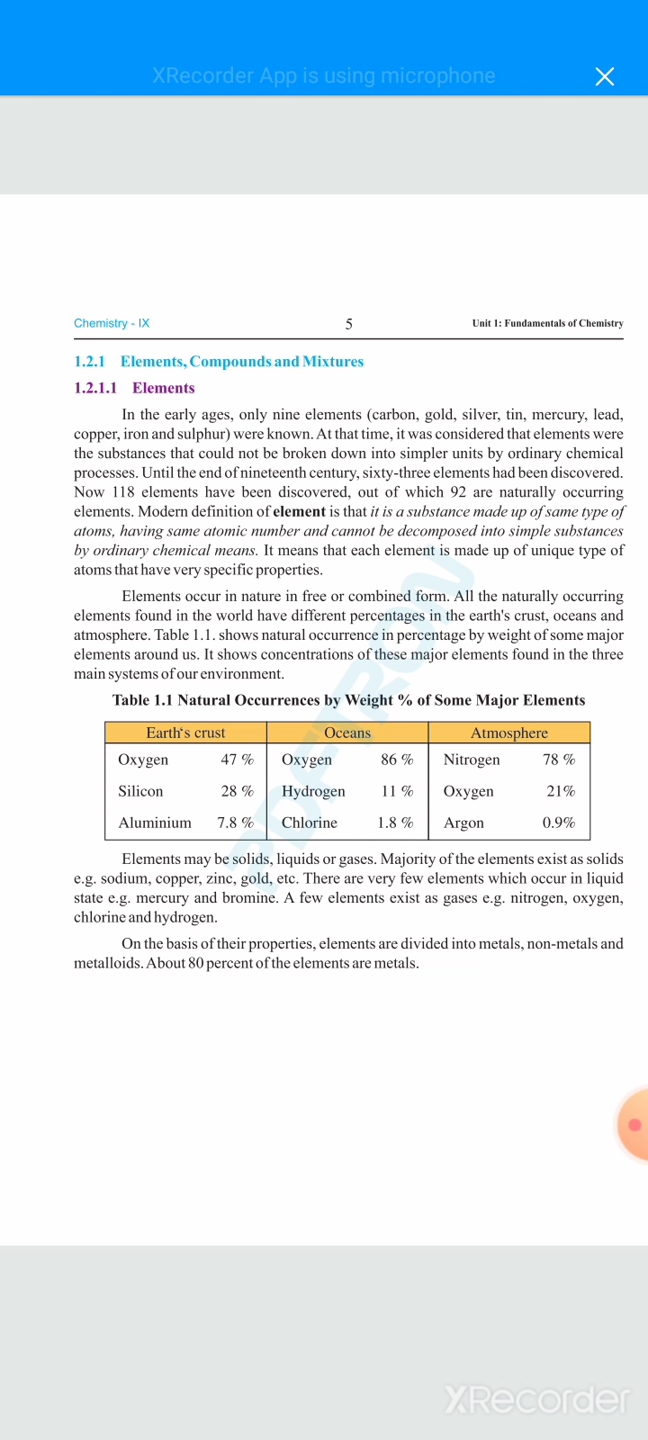 XRecorder App is using microphone
Chemistry - IX 5 Unit 1: Fundamentals of Chemistry
1.2.1 Elements, Compounds and Mixtures
1.2.1.1 Elements
In the early ages, only nine elements (carbon, gold, silver, tin, mercury, lead,
copper, iron and sulphur) were known. At that time, it was considered that elements were
the substances that could not be broken down into simpler units by ordinary chemical
processes. Until the end of nineteenth century, sixty-three elements had been discovered.
Now 118 elements have been discovered, out of which 92 are naturally occurring
elements. Modern definition of element is that it is a substance made up of same type of
atoms, having same atomic number and cannot be decomposed into simple substances
by ordinary chemical means. It means that each element is made up of unique type of
atoms that have very specific properties.
Elements occur in nature in free or combined form. All the naturally occurring
elements found in the world have different percentages in the earth's crust, oceans and
atmosphere. Table 1.1. shows natural occurrence in percentage by weight of some major
elements around us. It shows concentrations of these major elements found in the three
main systems of our environment.
Table 1.1 Natural Occurrences by Weight % of Some Major Elements
Earth‘s crust Oceans Atmosphere
Oxygen 47 % Oxygen 86 % Nitrogen 78 %
Silicon 28 % Hydrogen 11 % Oxygen 21%
Aluminium 7.8 % Chlorine 1.8 % Argon 0.9%
Elements may be solids, liquids or gases. Majority of the elements exist as solids
e.g. sodium, copper, zinc, gold, etc. There are very few elements which occur in liquid
state e.g. mercury and bromine. A few elements exist as gases e.g. nitrogen, oxygen,
chlorine and hydrogen.
On the basis of their properties, elements are divided into metals, non-metals and
metalloids. About 80 percent of the elements are metals.
PDFTRON
XRecorder